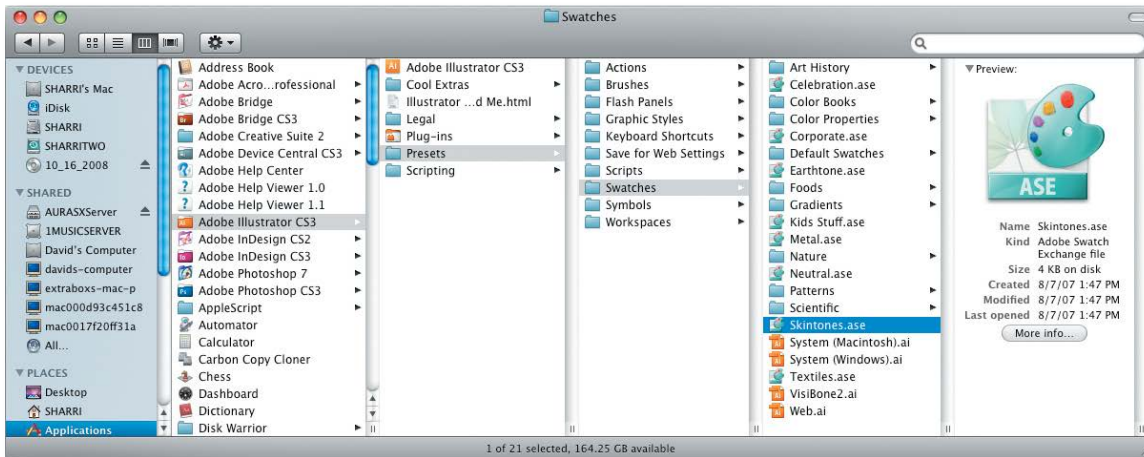 Swatches
DEVICES
SHARRI's Mac
iDisk
SHARRI
SHARRITWO
10_16_2008
SHARED
AURASXServer
1MUSICSERVER
David's Computer
davids-computer
extraboxs-mac-p
mac000d93c451c8
mac0017f20ff31a
All...
PLACES
Desktop
SHARRI
Applications
Address Book
Adobe Acro...rofessional
Adobe Bridge
Adobe Bridge CS3
Adobe Creative Suite 2
Adobe Device Central CS3
Adobe Help Center
Adobe Help Viewer 1.0
Adobe Help Viewer 1.1
Adobe Illustrator CS3
Adobe InDesign CS2
Adobe InDesign CS3
Adobe Photoshop 7
Adobe Photoshop CS3
AppleScript
Automator
Calculator
Carbon Copy Cloner
Chess
Dashboard
Dictionary
Disk Warrior
Adobe Illustrator CS3
Cool Extras
Illustrator ...d Me.html
Legal
Plug-ins
Presets
Scripting
Actions
Brushes
Flash Panels
Graphic Styles
Keyboard Shortcuts
Save for Web Settings
Scripts
Swatches
Symbols
Workspaces
Art History
Celebration.ase
Color Books
Color Properties
Corporate.ase
Default Swatches
Earthtone.ase
Foods
Gradients
Kids Stuff.ase
Metal.ase
Nature
Neutral.ase
Patterns
Scientific
Skintones.ase
System (Macintosh).ai
System (Windows).ai
Textiles.ase
VisiBone2.ai
Web.ai
Preview:
ASE
Name Skintones.ase
Kind Adobe Swatch
Exchange file
Size 4 KB on disk
Created 8/7/07 1:47 PM
Modified 8/7/07 1:47 PM
Last opened 8/7/07 1:47 PM
More info...
1 of 21 selected, 164.25 GB available